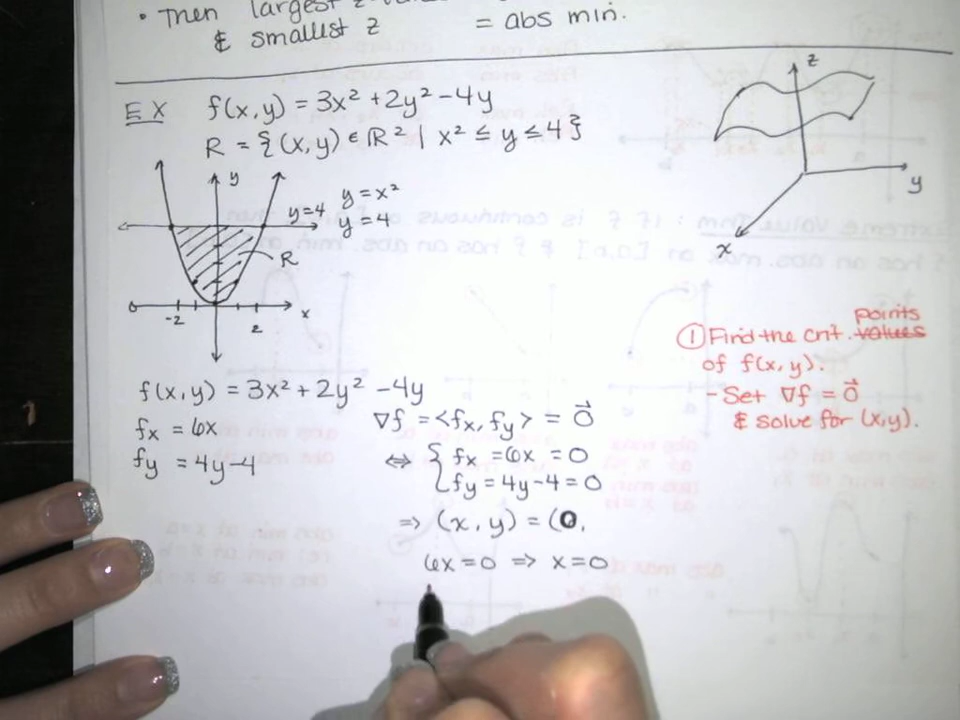 • Then largest z-value
& smallest z = abs min.
EX f(x,y) = 3x² + 2y² - 4y
R = {(x,y) ∈ ℝ² | x² ≤ y ≤ 4}
z
y
x
y
y = x²
y=4 y = 4
R
-2 2 x
① Find the crit. points
values
of f(x,y).
- Set ∇f = 0⃗
& solve for (x,y).
f(x,y) = 3x² + 2y² - 4y
fx = 6x
fy = 4y-4
∇f = <fx, fy> = 0⃗
⇔ { fx = 6x = 0
fy = 4y-4 = 0
⇒ (x,y) = (0,
6x = 0 ⇒ x = 0